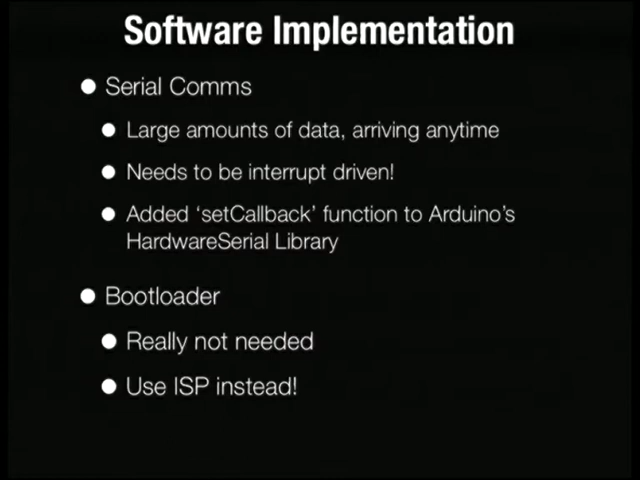 Software Implementation
Serial Comms
Large amounts of data, arriving anytime
Needs to be interrupt driven!
Added ‘setCallback’ function to Arduino’s
HardwareSerial Library
Bootloader
Really not needed
Use ISP instead!